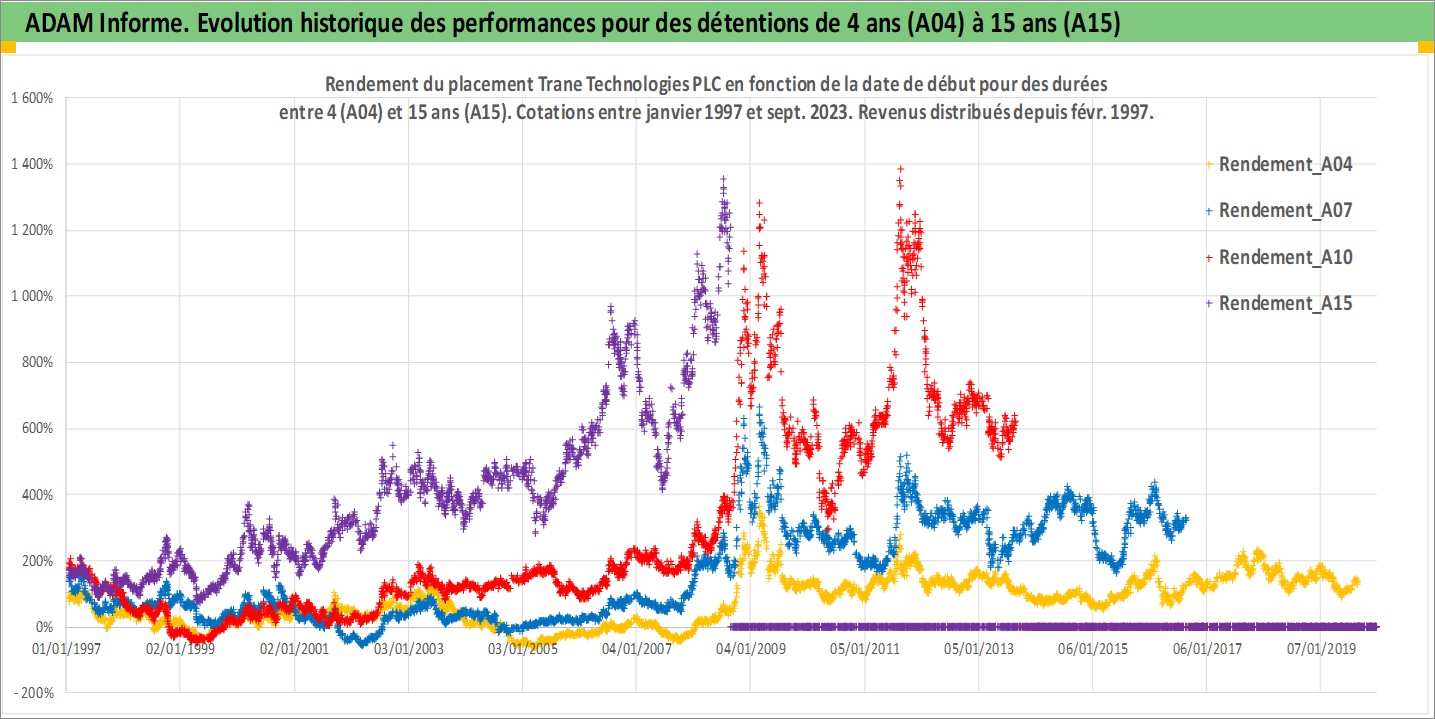 ADAM Informe. Evolution historique des performances pour des détentions de 4 ans (A04) à 15 ans (A15)
Rendement du placement Trane Technologies PLC en fonction de la date de début pour des durées
entre 4 (A04) et 15 ans (A15). Cotations entre janvier 1997 et sept. 2023. Revenus distribués depuis févr. 1997.
1 600%
1 400%
1 200%
1 000%
800%
600%
400%
200%
0%
- 200%
Rendement_A04
Rendement_A07
Rendement_A10
Rendement_A15
01/01/1997 02/01/1999 02/01/2001 03/01/2003 03/01/2005 04/01/2007 04/01/2009 05/01/2011 05/01/2013 06/01/2015 06/01/2017 07/01/2019